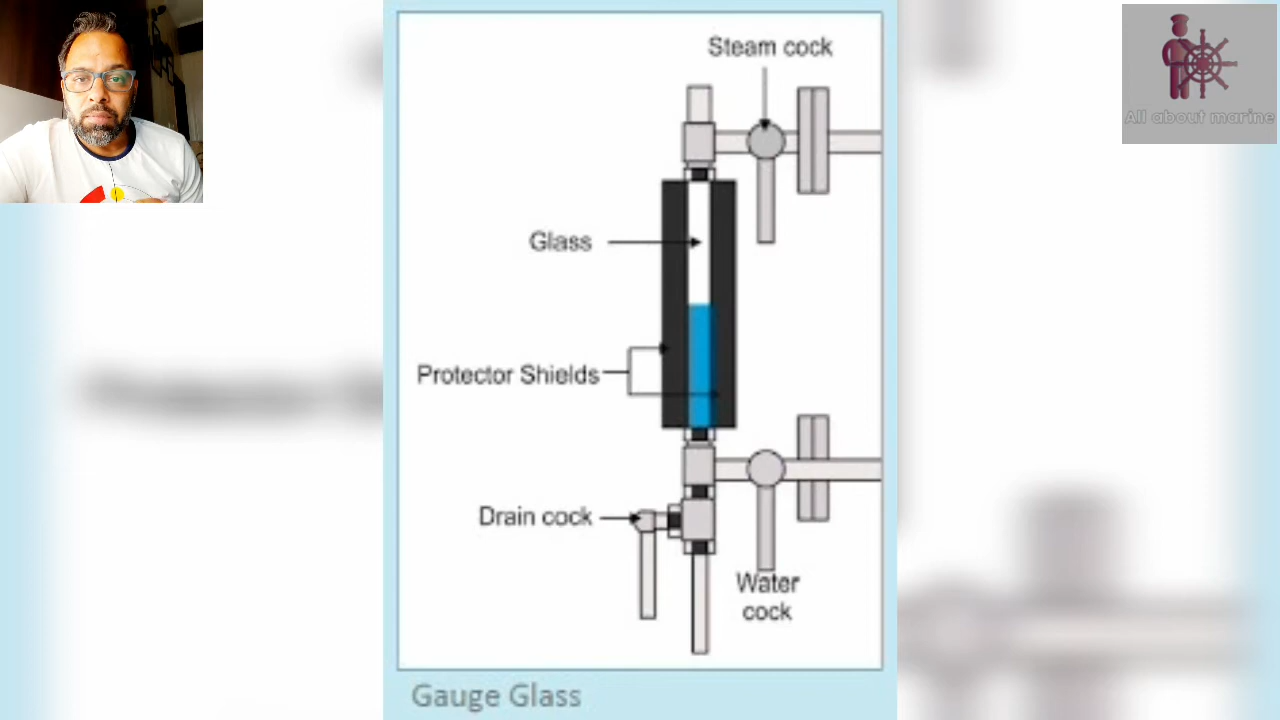 All about marine
Steam cock
Glass
Protector Shields
Drain cock
Water
cock
Gauge Glass